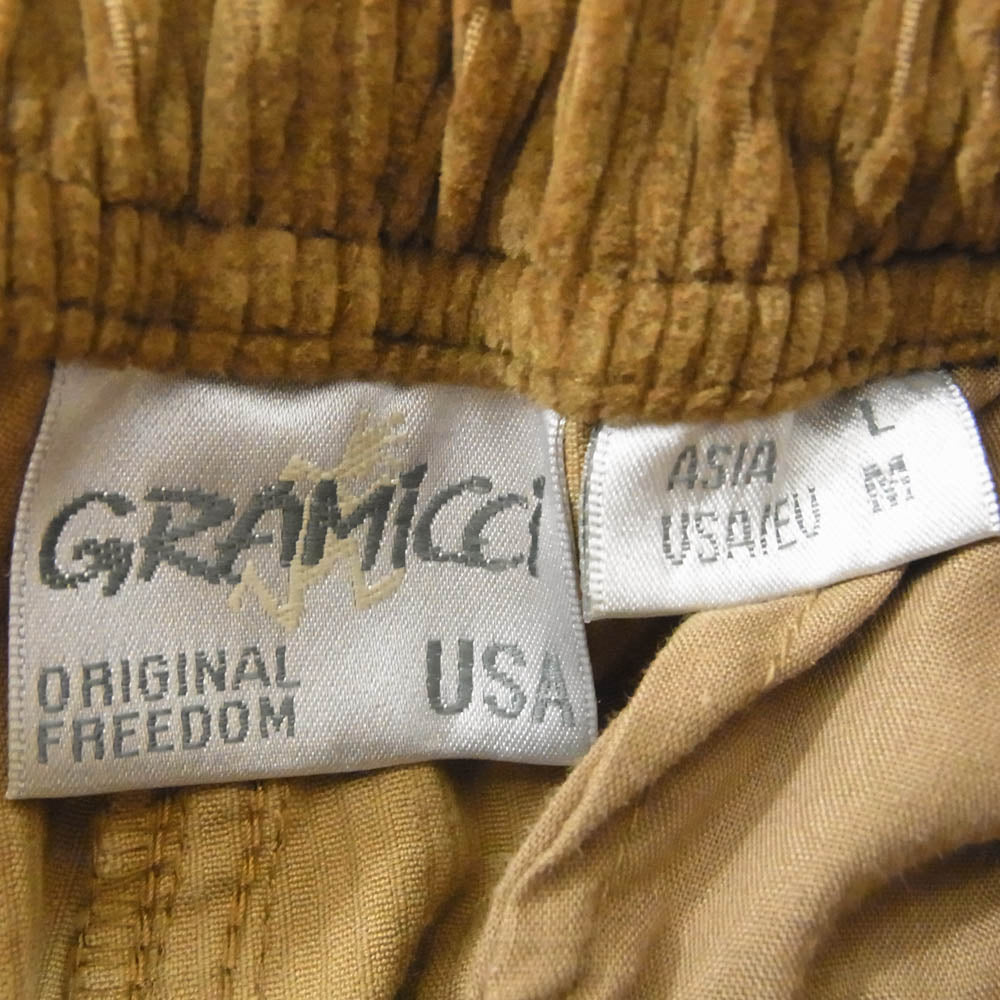 GRAMICCI
ORIGINAL
FREEDOM
USA
ASIA L
USA/EU M